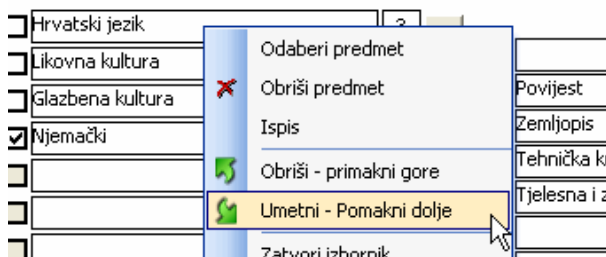 Hrvatski jezik
Likovna kultura
Glazbena kultura
Njemački
Odaberi predmet
Obriši predmet
Ispis
Obriši - primakni gore
Umetni - Pomakni dolje
Zatvori izbornik
Povijest
Zemljopis
Tehnička k
Tjelesna i z